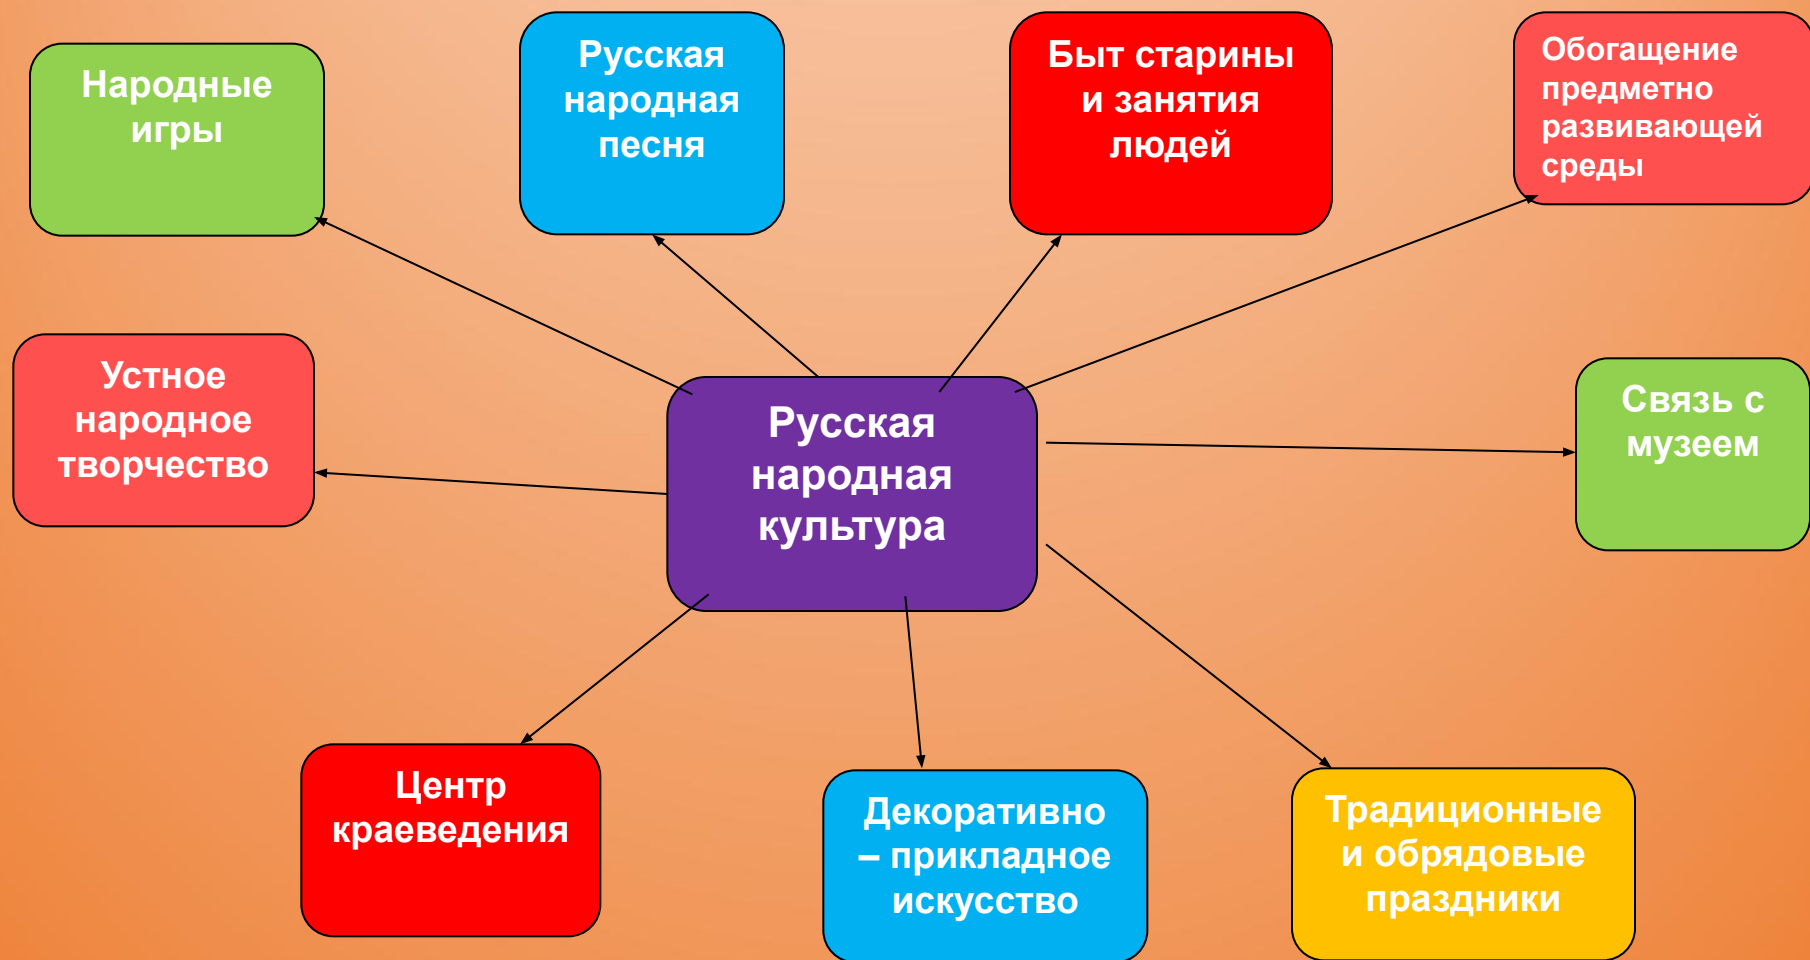 Народные
игры
Русская
народная
песня
Быт старины
и занятия
людей
Обогащение
предметно
развивающей
среды
Устное
народное
творчество
Русская
народная
культура
Связь с
музеем
Центр
краеведения
Декоративно
– прикладное
искусство
Традиционные
и обрядовые
праздники